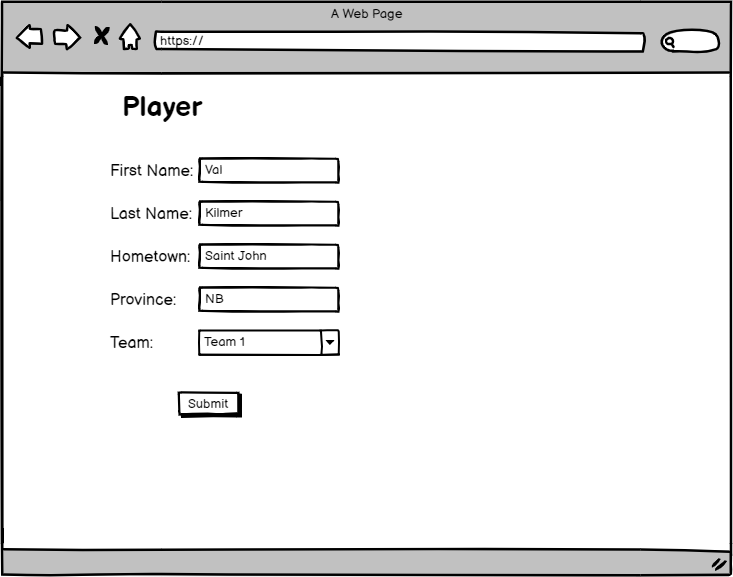 A Web Page
https://
Player
First Name: Val
Last Name: Kilmer
Hometown: Saint John
Province: NB
Team: Team 1
Submit